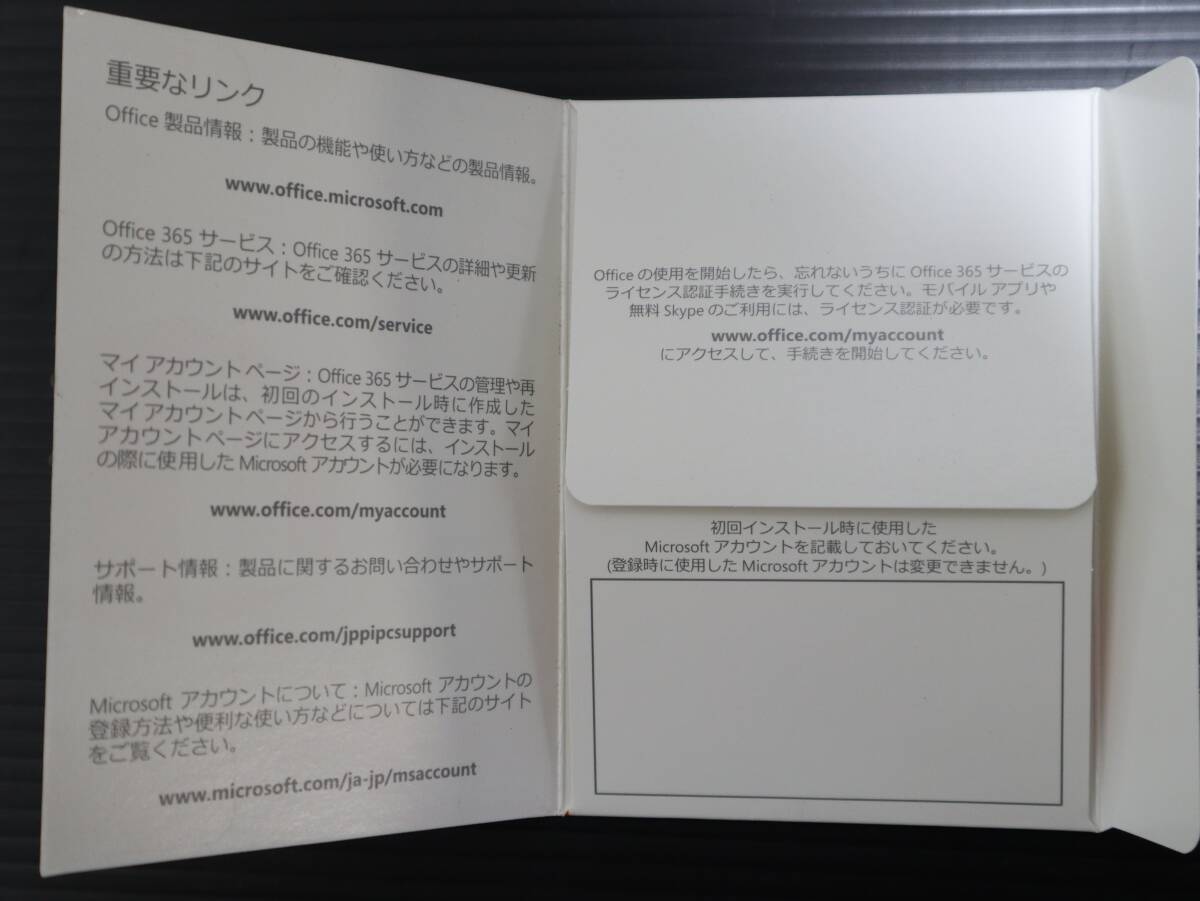 重要なリンク
Office 製品情報：製品の機能や使い方などの製品情報。
www.office.microsoft.com
Office 365 サービス：Office 365 サービスの詳細や更新
の方法は下記のサイトをご確認ください。
www.office.com/service
マイ アカウント ページ：Office 365 サービスの管理や再
インストールは、初回のインストール時に作成した
マイ アカウント ページから行うことができます。マイ
アカウント ページにアクセスするには、インストール
の際に使用した Microsoft アカウントが必要になります。
www.office.com/myaccount
サポート情報：製品に関するお問い合わせやサポート
情報。
www.office.com/jppipcsupport
Microsoft アカウントについて：Microsoft アカウントの
登録方法や便利な使い方などについては下記のサイト
をご覧ください。
www.microsoft.com/ja-jp/msaccount
Office の使用を開始したら、忘れないうちに Office 365 サービスの
ライセンス認証手続きを実行してください。モバイル アプリや
無料 Skype のご利用には、ライセンス認証が必要です。
www.office.com/myaccount
にアクセスして、手続きを開始してください。
初回インストール時に使用した
Microsoft アカウントを記載しておいてください。
(登録時に使用した Microsoft アカウントは変更できません。)